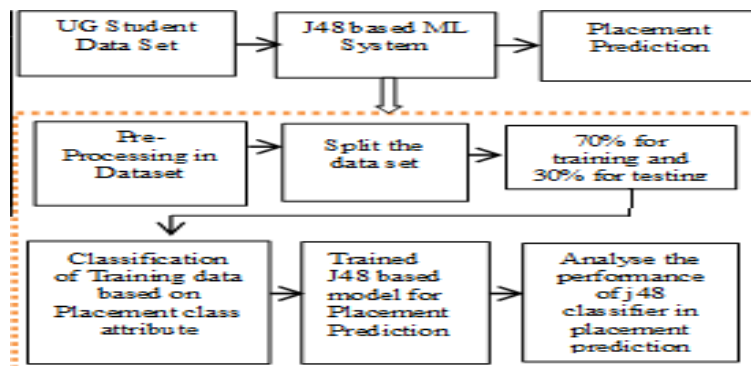 UG Student
Data Set
J48 based ML
System
Placement
Prediction
Pre-
Processing in
Dataset
Split the
data set
70% for
training and
30% for testing
Classification
of Training data
based on
Placement class
attribute
Trained
J48 based
model for
Placement
Prediction
Analyse the
performance
of j48
classifier in
placement
prediction